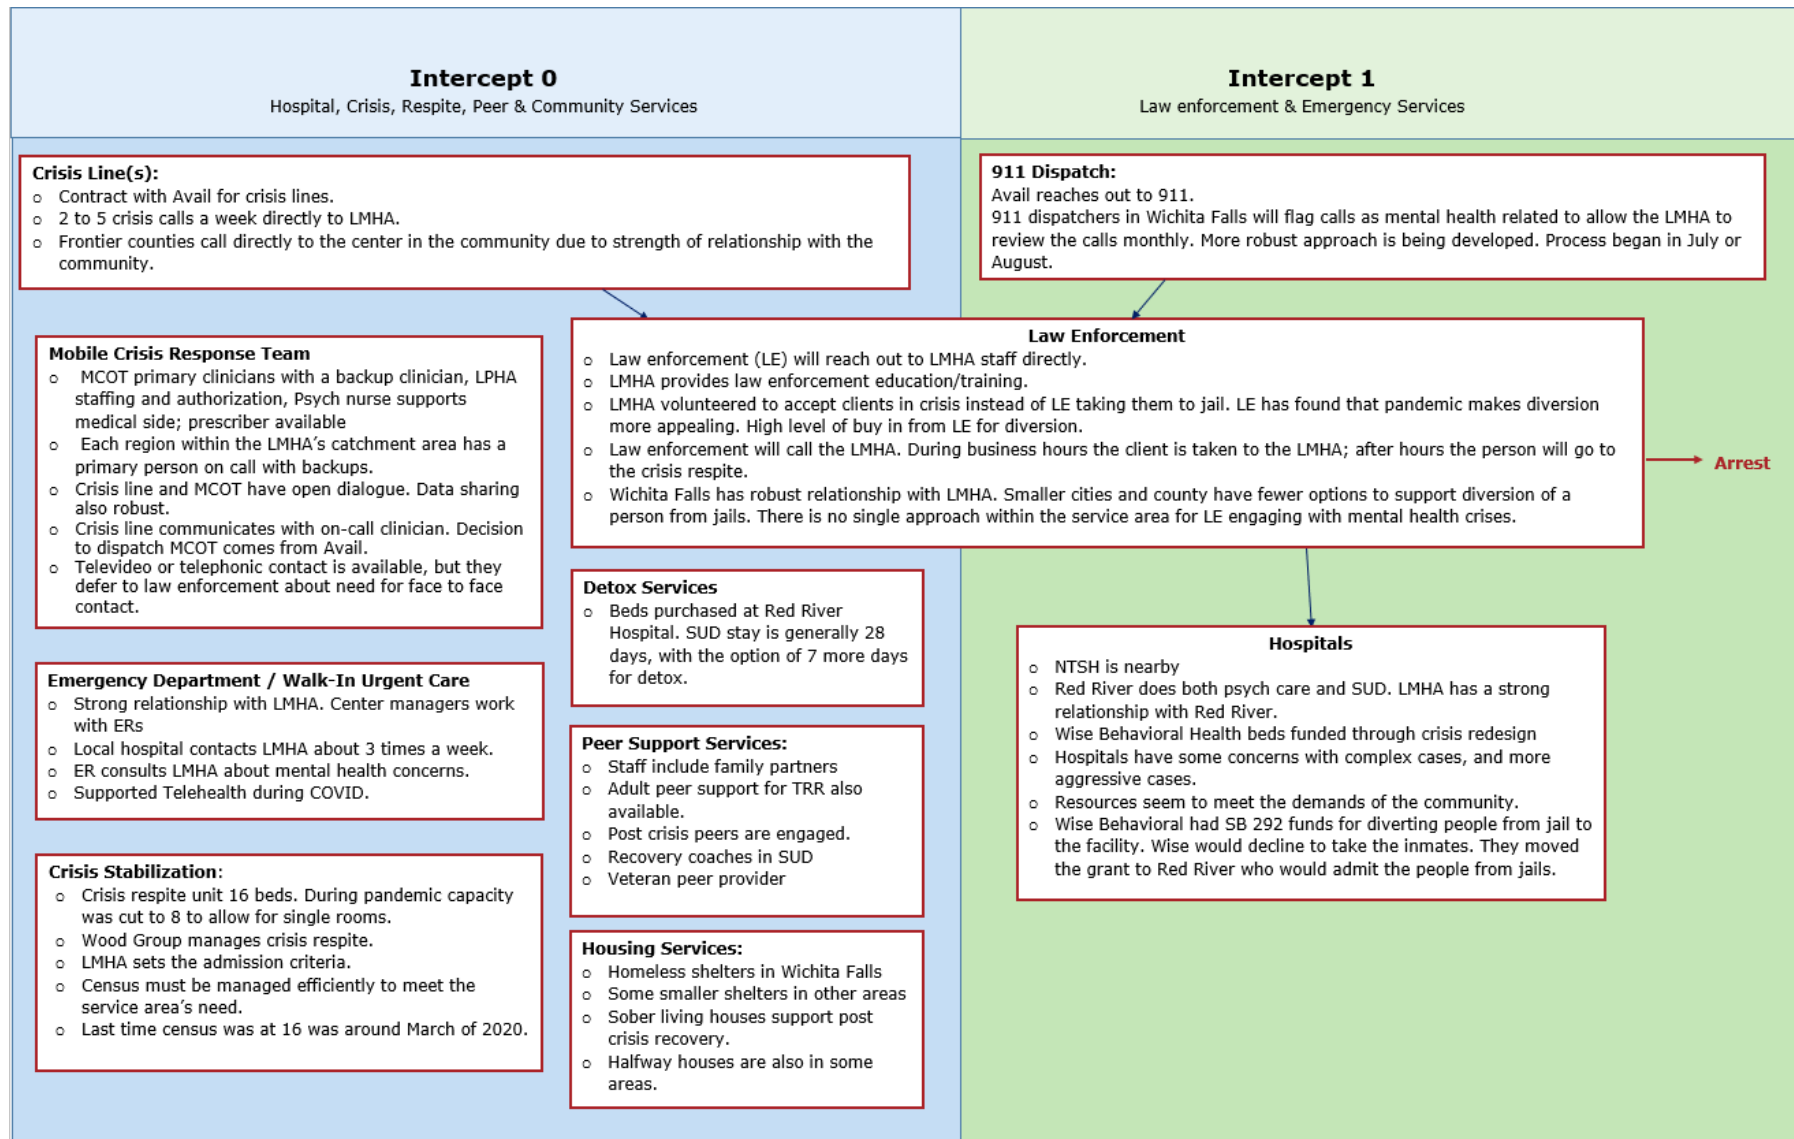 Intercept 0
Hospital, Crisis, Respite, Peer & Community Services
Intercept 1
Law enforcement & Emergency Services
Crisis Line(s):
o Contract with Avail for crisis lines.
o 2 to 5 crisis calls a week directly to LMHA.
o Frontier counties call directly to the center in the community due to strength of relationship with the
community.
911 Dispatch:
Avail reaches out to 911.
911 dispatchers in Wichita Falls will flag calls as mental health related to allow the LMHA to
review the calls monthly. More robust approach is being developed. Process began in July or
August.
Mobile Crisis Response Team
o MCOT primary clinicians with a backup clinician, LPHA
staffing and authorization, Psych nurse supports
medical side; prescriber available
o Each region within the LMHA's catchment area has a
primary person on call with backups.
o Crisis line and MCOT have open dialogue. Data sharing
also robust.
o Crisis line communicates with on-call clinician. Decision
to dispatch MCOT comes from Avail.
o Televideo or telephonic contact is available, but they
defer to law enforcement about need for face to face
contact.
Law Enforcement
o Law enforcement (LE) will reach out to LMHA staff directly.
o LMHA provides law enforcement education/training.
o LMHA volunteered to accept clients in crisis instead of LE taking them to jail. LE has found that pandemic makes diversion
more appealing. High level of buy in from LE for diversion.
o Law enforcement will call the LMHA. During business hours the client is taken to the LMHA; after hours the person will go to
the crisis respite.
o Wichita Falls has robust relationship with LMHA. Smaller cities and county have fewer options to support diversion of a
person from jails. There is no single approach within the service area for LE engaging with mental health crises.
Arrest
Emergency Department / Walk-In Urgent Care
o Strong relationship with LMHA. Center managers work
with ERs
o Local hospital contacts LMHA about 3 times a week.
o ER consults LMHA about mental health concerns.
o Supported Telehealth during COVID.
Crisis Stabilization:
o Crisis respite unit 16 beds. During pandemic capacity
was cut to 8 to allow for single rooms.
o Wood Group manages crisis respite.
o LMHA sets the admission criteria.
o Census must be managed efficiently to meet the
service area's need.
o Last time census was at 16 was around March of 2020.
Detox Services
o Beds purchased at Red River
Hospital. SUD stay is generally 28
days, with the option of 7 more days
for detox.
Peer Support Services:
o Staff include family partners
o Adult peer support for TRR also
available.
o Post crisis peers are engaged.
o Recovery coaches in SUD
o Veteran peer provider
Housing Services:
o Homeless shelters in Wichita Falls
o Some smaller shelters in other areas
o Sober living houses support post
crisis recovery.
o Halfway houses are also in some
areas.
Hospitals
o NTSH is nearby
o Red River does both psych care and SUD. LMHA has a strong
relationship with Red River.
o Wise Behavioral Health beds funded through crisis redesign
o Hospitals have some concerns with complex cases, and more
aggressive cases.
o Resources seem to meet the demands of the community.
o Wise Behavioral had SB 292 funds for diverting people from jail to
the facility. Wise would decline to take the inmates. They moved
the grant to Red River who would admit the people from jails.